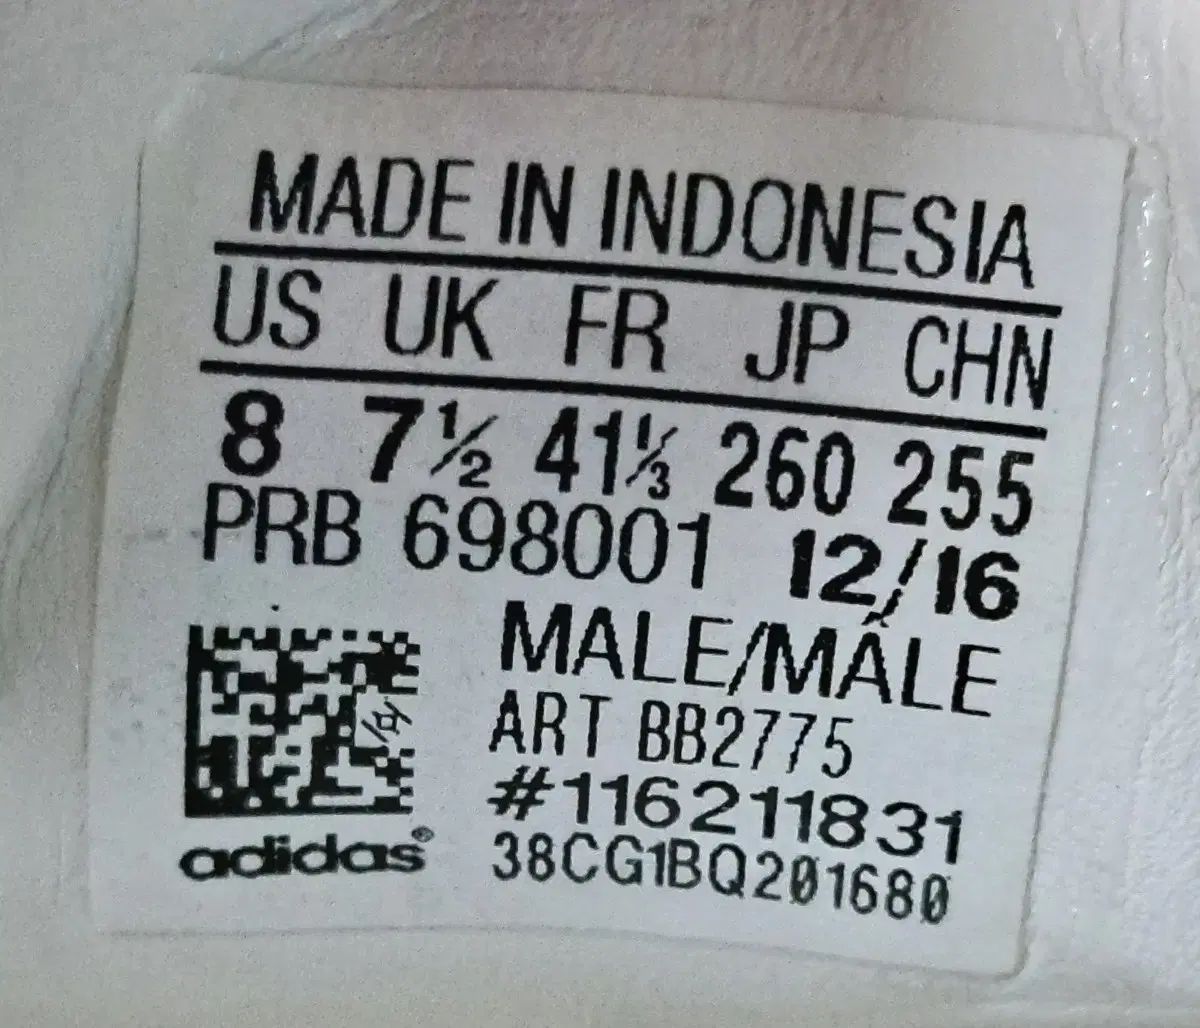 MADE IN INDONESIA
US UK FR JP CHN
8 7½ 41⅓ 260 255
PRB 698001 12/16
MALE/MÂLE
ART BB2775
#116211831
adidas®
38CG1BQ201680